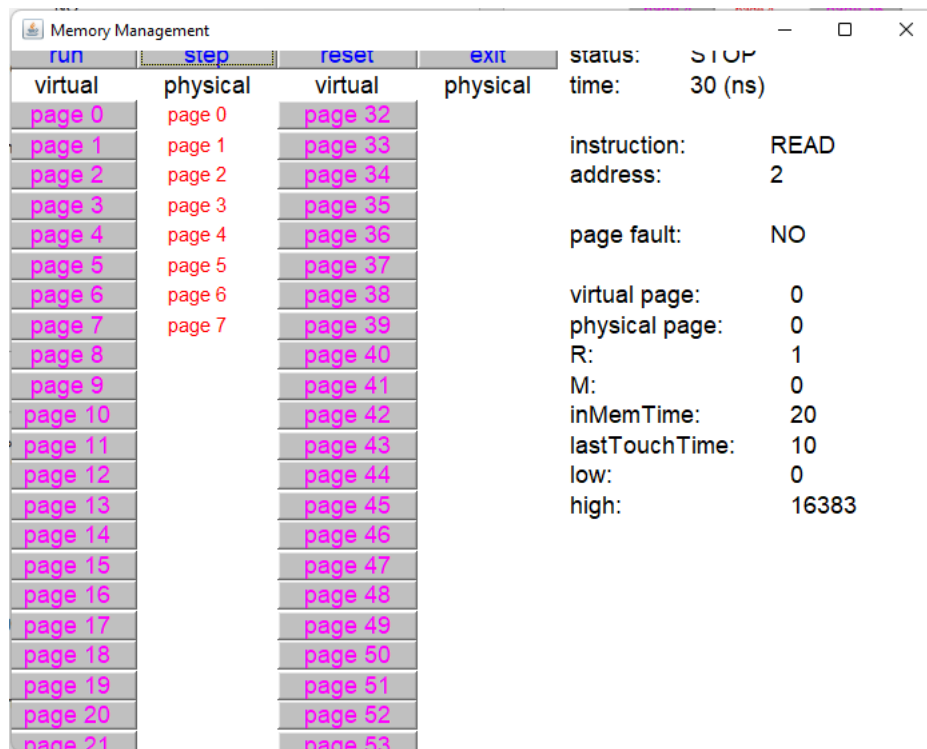 Memory Management
run step reset exit status: STOP
virtual physical virtual physical time: 30 (ns)
page 0 page 0 page 32
page 1 page 1 page 33 instruction: READ
page 2 page 2 page 34 address: 2
page 3 page 3 page 35
page 4 page 4 page 36 page fault: NO
page 5 page 5 page 37
page 6 page 6 page 38 virtual page: 0
page 7 page 7 page 39 physical page: 0
page 8 page 40 R: 1
page 9 page 41 M: 0
page 10 page 42 inMemTime: 20
page 11 page 43 lastTouchTime: 10
page 12 page 44 low: 0
page 13 page 45 high: 16383
page 14 page 46
page 15 page 47
page 16 page 48
page 17 page 49
page 18 page 50
page 19 page 51
page 20 page 52
page 21 page 53